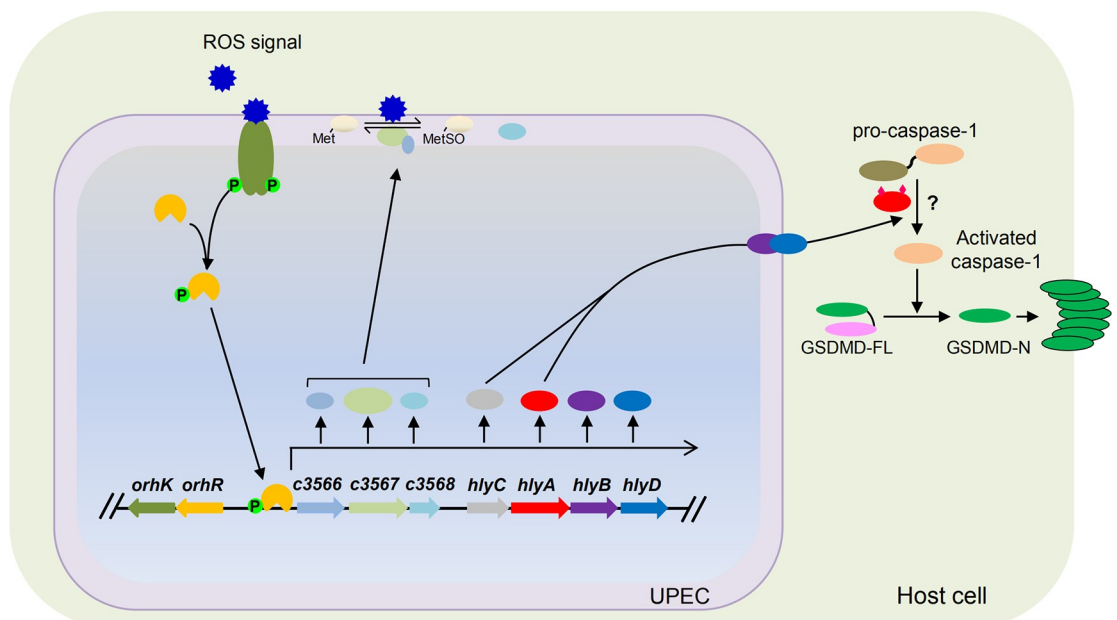 ROS signal
Met
MetSO
P
P
P
pro-caspase-1
?
Activated
caspase-1
GSDMD-FL
GSDMD-N
orhK orhR P c3566 c3567 c3568 hlyC hlyA hlyB hlyD
UPEC
Host cell